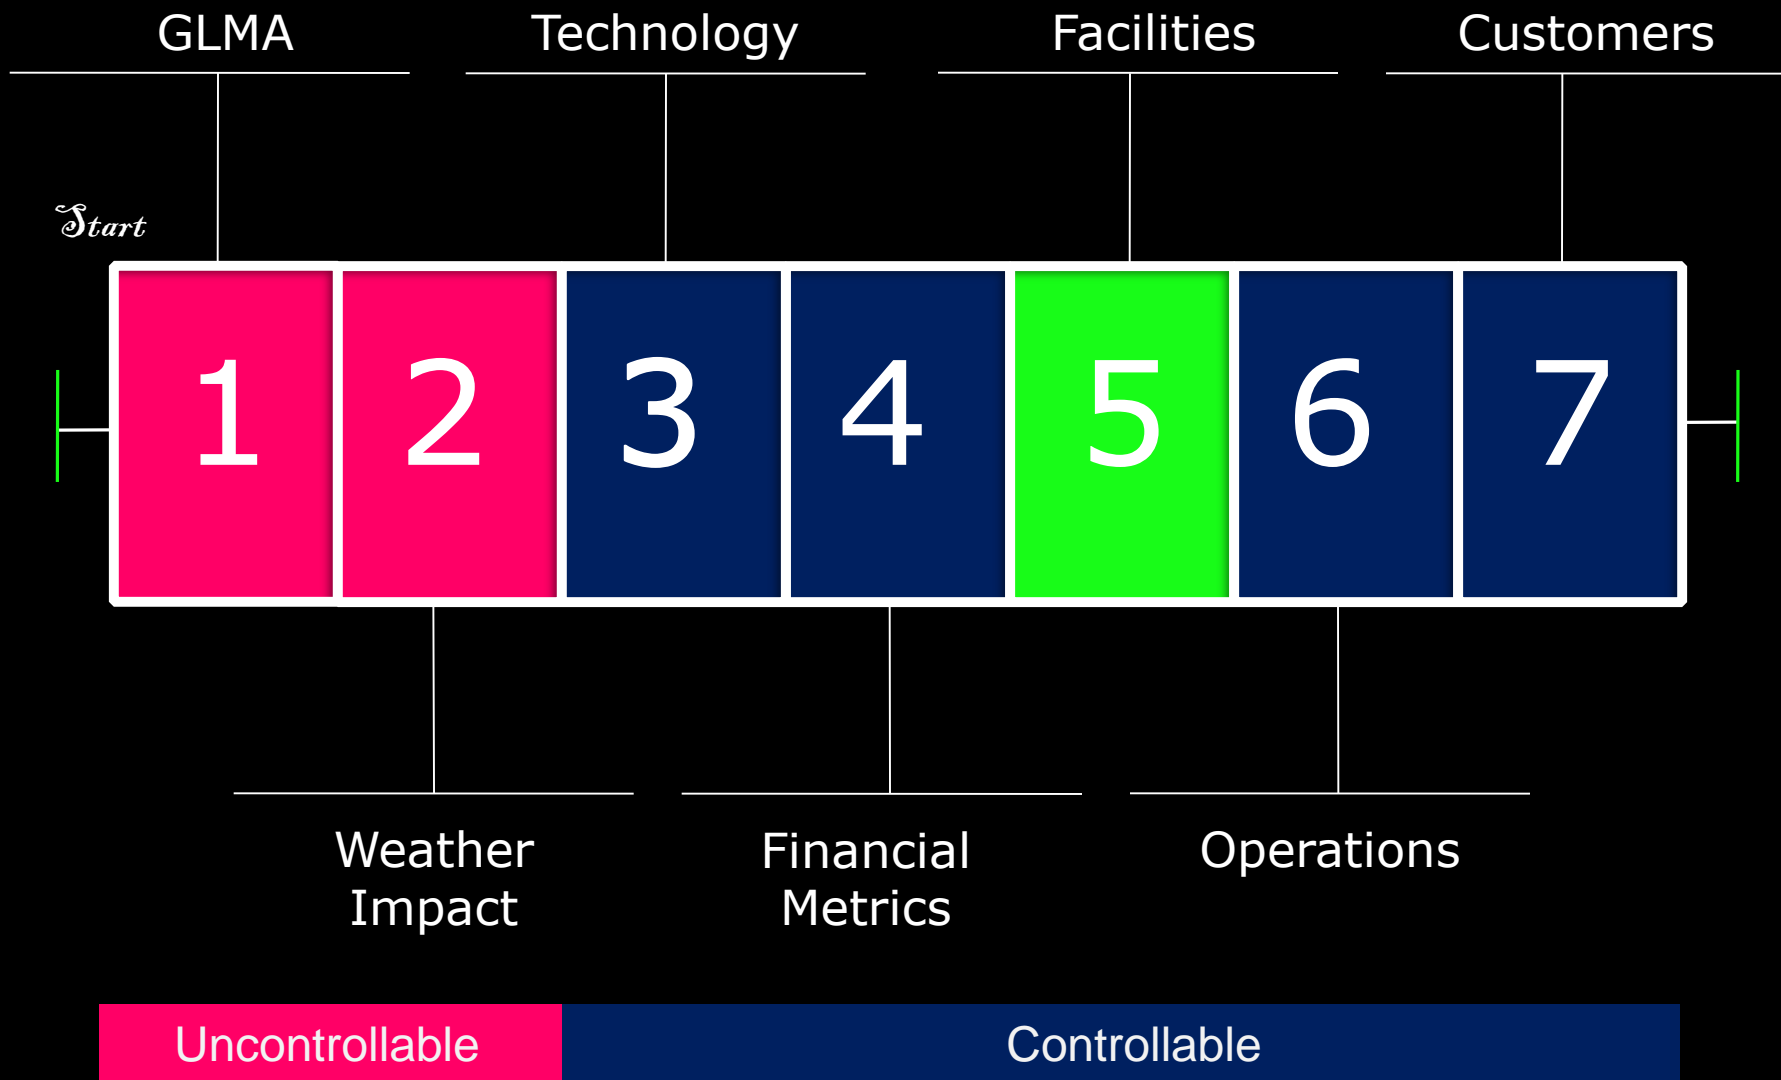 GLMA
Technology
Facilities
Customers
Start
1
2
3
4
5
6
7
Weather
Impact
Financial
Metrics
Operations
Uncontrollable
Controllable